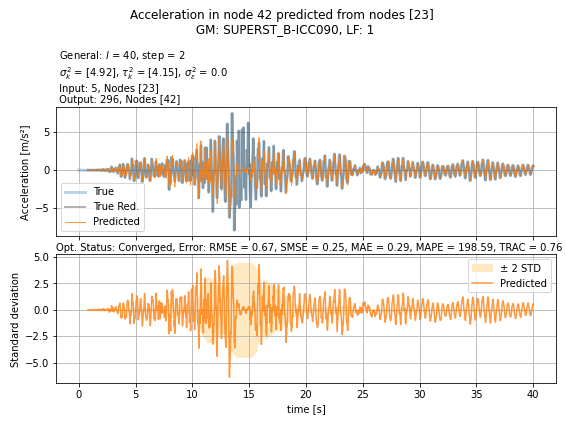 Acceleration in node 42 predicted from nodes [23]
GM: SUPERST_B-ICC090, LF: 1
General: l = 40, step = 2
σ²ₖ = [4.92], τ²ₖ = [4.15], σ²ε = 0.0
Input: 5, Nodes [23]
Output: 296, Nodes [42]
Acceleration [m/s²]
5
0
−5
True
True Red.
Predicted
Opt. Status: Converged, Error: RMSE = 0.67, SMSE = 0.25, MAE = 0.29, MAPE = 198.59, TRAC = 0.76
Standard deviation
5.0
2.5
0.0
−2.5
−5.0
± 2 STD
Predicted
0 5 10 15 20 25 30 35 40
time [s]